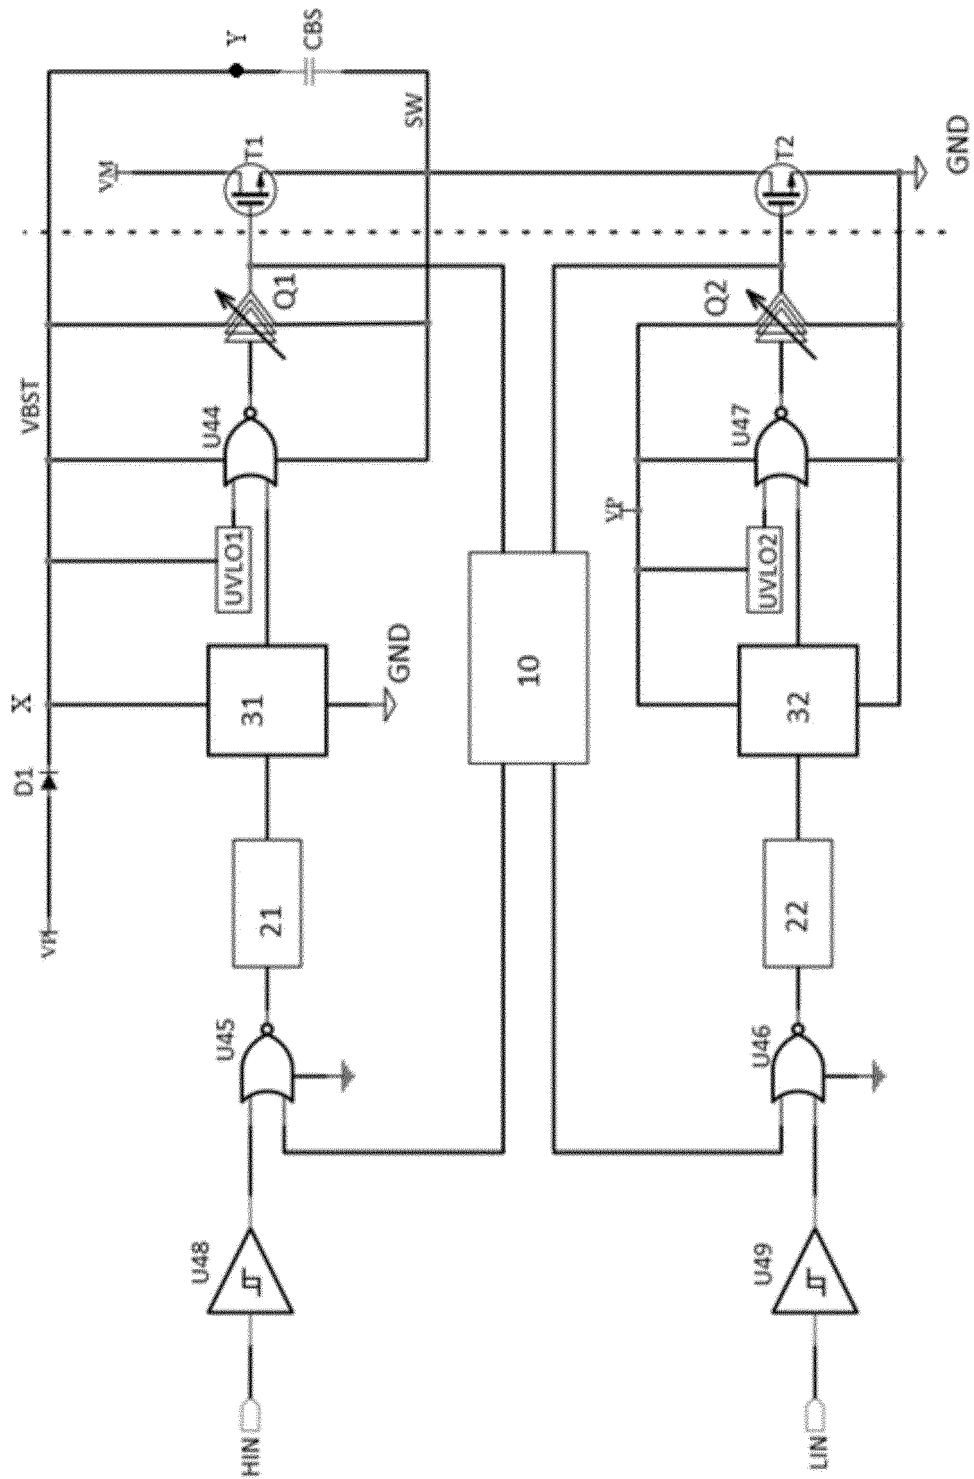 VP
D1
X
VBST
Y
CBS
SW
VM
T1
Q1
U44
UVLO1
31
GND
21
U45
U48
HIN
10
VP
T2
GND
Q2
U47
UVLO2
32
22
U46
U49
LIN